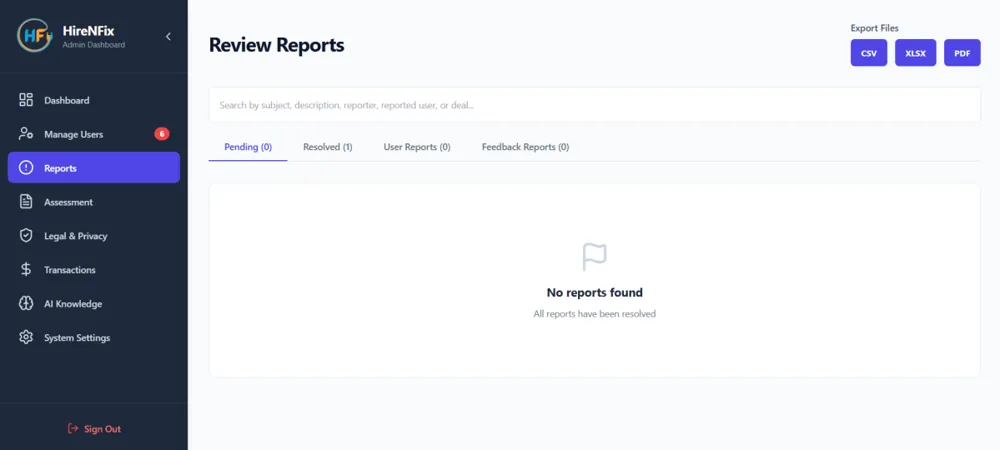 HF
HireNFix
Admin Dashboard
Dashboard
Manage Users 6
Reports
Assessment
Legal & Privacy
Transactions
AI Knowledge
System Settings
Sign Out
Review Reports
Export Files
CSV XLSX PDF
Search by subject, description, reporter, reported user, or deal...
Pending (0) Resolved (1) User Reports (0) Feedback Reports (0)
No reports found
All reports have been resolved